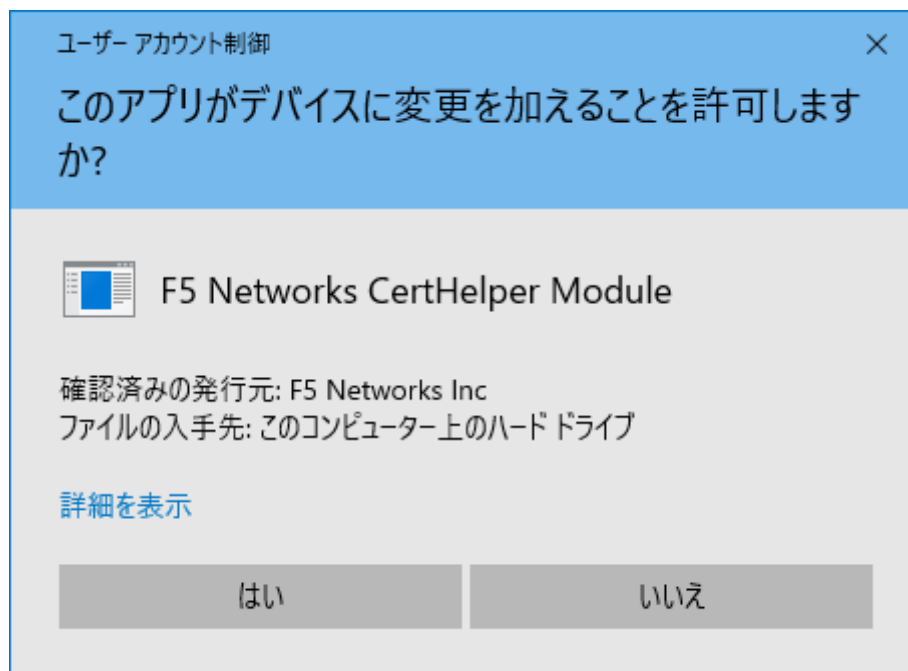 ユーザー アカウント制御
このアプリがデバイスに変更を加えることを許可します
か?
F5 Networks CertHelper Module
確認済みの発行元: F5 Networks Inc
ファイルの入手先: このコンピューター上のハード ドライブ
詳細を表示
はい
いいえ